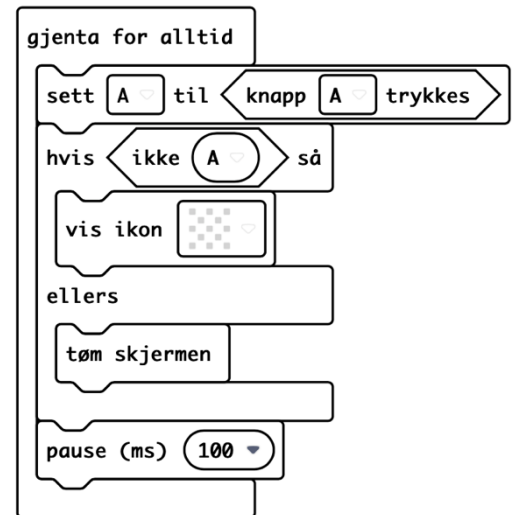 gjenta for alltid
sett A til knapp A trykkes
hvis ikke A så
vis ikon
ellers
tøm skjermen
pause (ms) 100